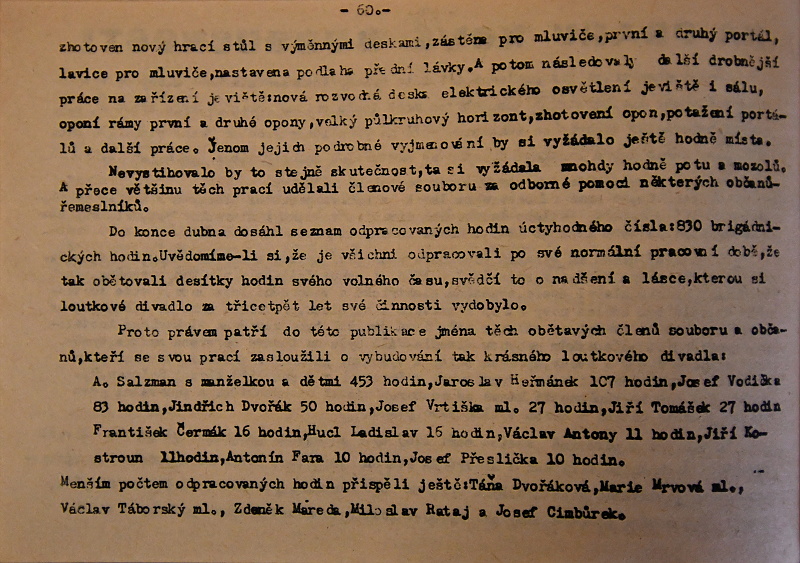 - 60.-
zhotoven nový hrací stůl s výměnnými deskami,zástěna pro mluviče,první a druhý portál,
lavice pro mluviče,nastavena podlaha přední lávky.A potom následovaly další drobnější
práce na zařízení jeviště:nová rozvodná deska elektrického osvětlení jeviště i sálu,
oponí rámy první a druhé opony,velký půlkruhový horizont,zhotovení opon,potažení portá-
lů a další práce. Jenom jejich podrobné vyjmenování by si vyžádalo ještě hodně místa.
Nevystihovalo by to stejně skutečnost,ta si vyžádala mnohdy hodně potu a mozolů.
A přece většinu těch prací udělali členové souboru za odborné pomoci některých občanů-
řemeslníků.
Do konce dubna dosáhl seznam odpracovaných hodin úctyhodného čísla:830 brigádni-
ckých hodin.Uvědomíme-li si,že je všichni odpracovali po své normální pracovní době,že
tak obětovali desítky hodin svého volného času,svědčí to o nadšení a lásce,kterou si
loutkové divadlo za třicetpět let své činnosti vydobylo.
Proto právem patří do této publikace jména těch obětavých členů souboru a obča-
nů,kteří se svou prací zasloužili o vybudování tak krásného loutkového divadla:
A. Salzman s manželkou a dětmi 453 hodin,Jaroslav Heřmánek 107 hodin,Josef Vodička
83 hodin,Jindřich Dvořák 50 hodin,Josef Vrtiška ml. 27 hodin,Jiří Tomášek 27 hodin
František Čermák 16 hodin,Hucl Ladislav 16 hodin,Václav Antony 11 hodin,Jiří Ko-
stroun 11hodin,Antonín Fara 10 hodin,Josef Přeslička 10 hodin.
Menším počtem odpracovaných hodin přispěli ještě:Táňa Dvořáková,Marie Mrvová ml.,
Václav Táborský ml., Zdeněk Mareda,Miloslav Rataj a Josef Cimbůrek.